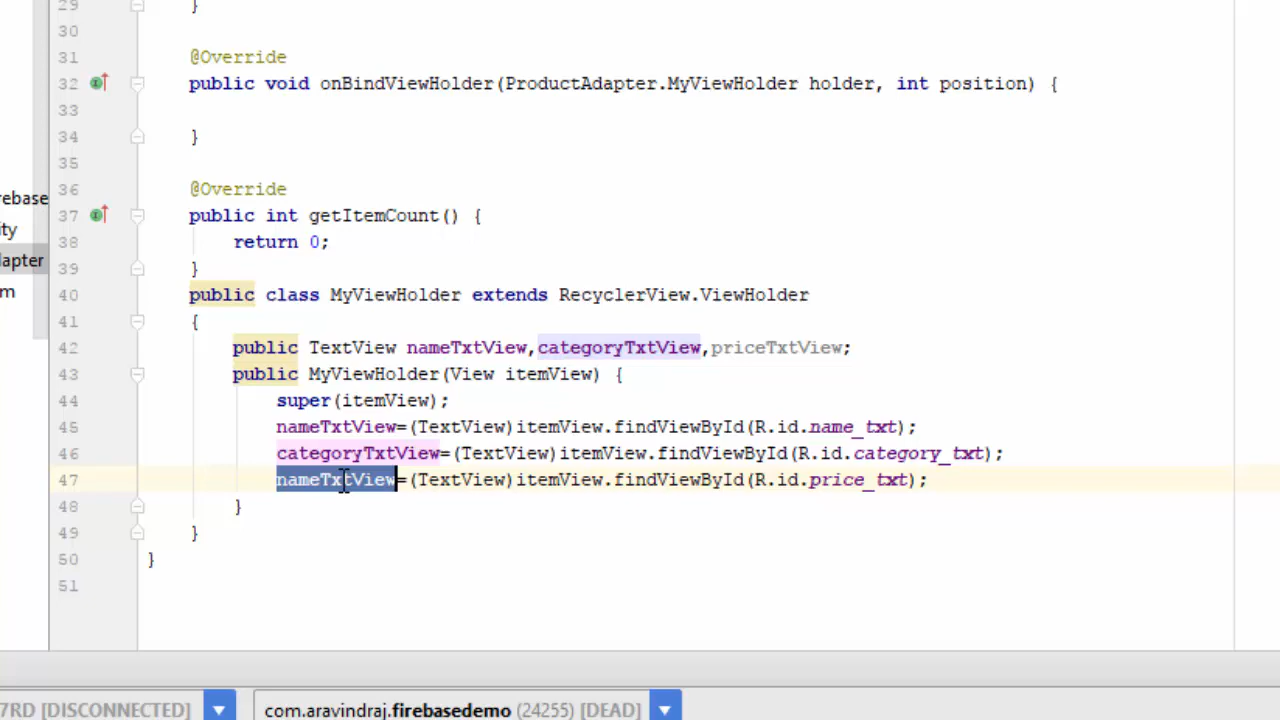 29 }
30
31 @Override
32 public void onBindViewHolder(ProductAdapter.MyViewHolder holder, int position) {
33
34 }
35
36 @Override
37 public int getItemCount() {
38 return 0;
39 }
40 public class MyViewHolder extends RecyclerView.ViewHolder
41 {
42 public TextView nameTxtView,categoryTxtView,priceTxtView;
43 public MyViewHolder(View itemView) {
44 super(itemView);
45 nameTxtView=(TextView)itemView.findViewById(R.id.name_txt);
46 categoryTxtView=(TextView)itemView.findViewById(R.id.category_txt);
47 nameTxtView=(TextView)itemView.findViewById(R.id.price_txt);
48 }
49 }
50 }
51
rebase
ity
lapter
m
7RD [DISCONNECTED] com.aravindraj.firebasedemo (24255) [DEAD]